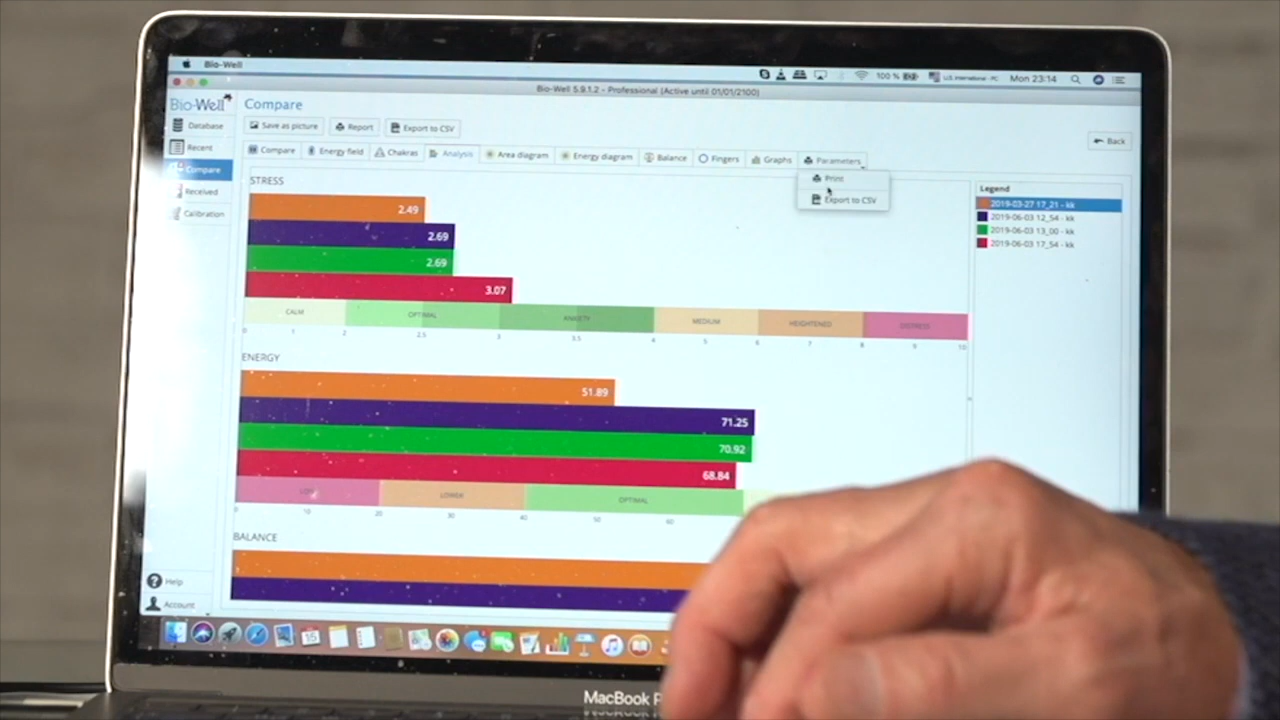 Bio-Well 100 % U.S. International - PC Mon 23:14
Bio-Well 5.9.1.2 - Professional (Active until 01/01/2100)
Bio-Well
Compare
Database
Recent
Compare
Received
Calibration
Help
Account
Save as picture Report Export to CSV
Back
Compare Energy field Chakras Analysis Area diagram Energy diagram Balance Fingers Graphs Parameters
Print
Export to CSV
Legend
2019-03-27 17_21 - kk
2019-06-03 12_54 - kk
2019-06-03 13_00 - kk
2019-06-03 17_54 - kk
STRESS
2.49
2.69
2.69
3.07
CALM OPTIMAL ANXIETY MEDIUM HEIGHTENED DISTRESS
0 1 2 2.5 3 3.5 4 5 6 7 8 9 10
ENERGY
51.89
71.25
70.92
68.84
LOW LOWER OPTIMAL
0 10 20 30 40 50 60
BALANCE
15
MacBook P